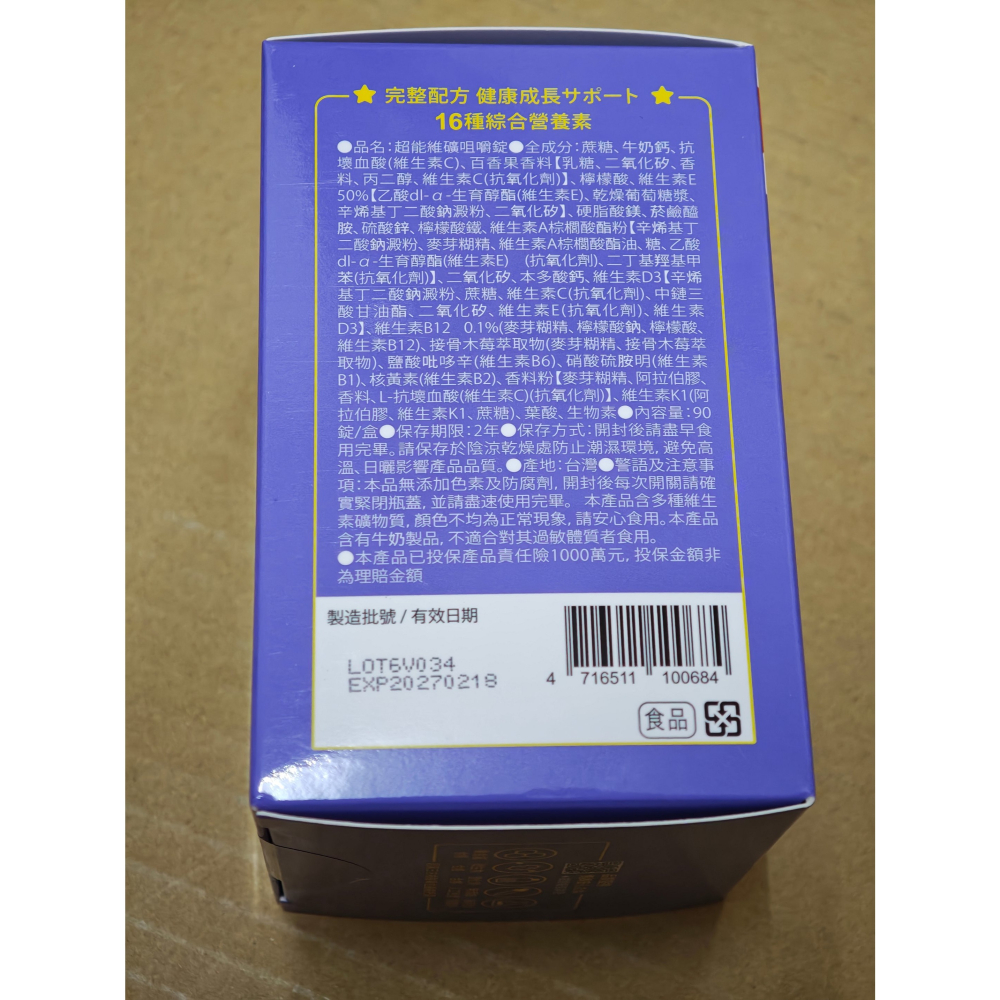 完整配方 健康成長サポート
16種綜合營養素
●品名：超能維礦咀嚼錠●全成分：蔗糖、牛奶鈣、抗
壞血酸(維生素C)、百香果香料【乳糖、二氧化矽、香
料、丙二醇、維生素C(抗氧化劑)】、檸檬酸、維生素E
50%【乙酸dl-α-生育醇酯(維生素E)、乾燥葡萄糖漿、
辛烯基丁二酸鈉澱粉、二氧化矽】、硬脂酸鎂、菸鹼醯
胺、硫酸鋅、檸檬酸鐵、維生素A棕櫚酸酯粉【辛烯基丁
二酸鈉澱粉、麥芽糊精、維生素A棕櫚酸酯油、糖、乙酸
dl-α-生育醇酯(維生素E) (抗氧化劑)、二丁基羥基甲
苯(抗氧化劑)】、二氧化矽、本多酸鈣、維生素D3【辛烯
基丁二酸鈉澱粉、蔗糖、維生素C(抗氧化劑)、中鏈三
酸甘油酯、二氧化矽、維生素E(抗氧化劑)、維生素
D3】、維生素B12 0.1%(麥芽糊精、檸檬酸鈉、檸檬酸、
維生素B12)、接骨木莓萃取物(麥芽糊精、接骨木莓萃
取物)、鹽酸吡哆辛(維生素B6)、硝酸硫胺明(維生素
B1)、核黃素(維生素B2)、香料粉【麥芽糊精、阿拉伯膠、
香料、L-抗壞血酸(維生素C)(抗氧化劑)】、維生素K1(阿
拉伯膠、維生素K1、蔗糖)、葉酸、生物素●內容量：90
錠/盒●保存期限：2年●保存方式：開封後請盡早食
用完畢。請保存於陰涼乾燥處防止潮濕環境，避免高
溫、日曬影響產品品質。●產地：台灣●警語及注意事
項：本品無添加色素及防腐劑，開封後每次開關請確
實緊閉瓶蓋，並請盡速使用完畢。 本產品含多種維生
素礦物質，顏色不均為正常現象，請安心食用。本產品
含有牛奶製品，不適合對其過敏體質者食用。
●本產品已投保產品責任險1000萬元，投保金額非
為理賠金額
製造批號 / 有效日期
LOT6V034
EXP20270218
4 716511 100684
食品